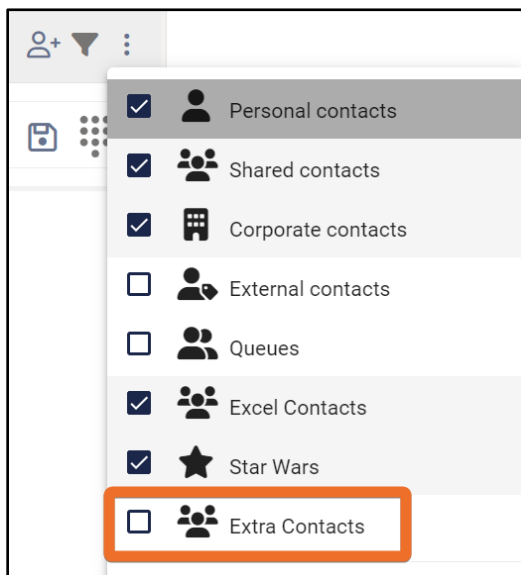 Personal contacts
Shared contacts
Corporate contacts
External contacts
Queues
Excel Contacts
Star Wars
Extra Contacts